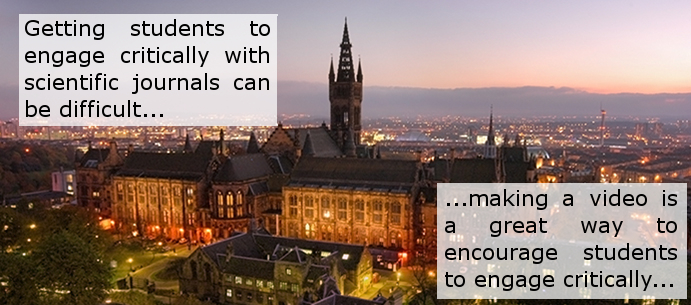 Getting students to
engage critically with
scientific journals can
be difficult...
...making a video is
a great way to
encourage students
to engage critically...